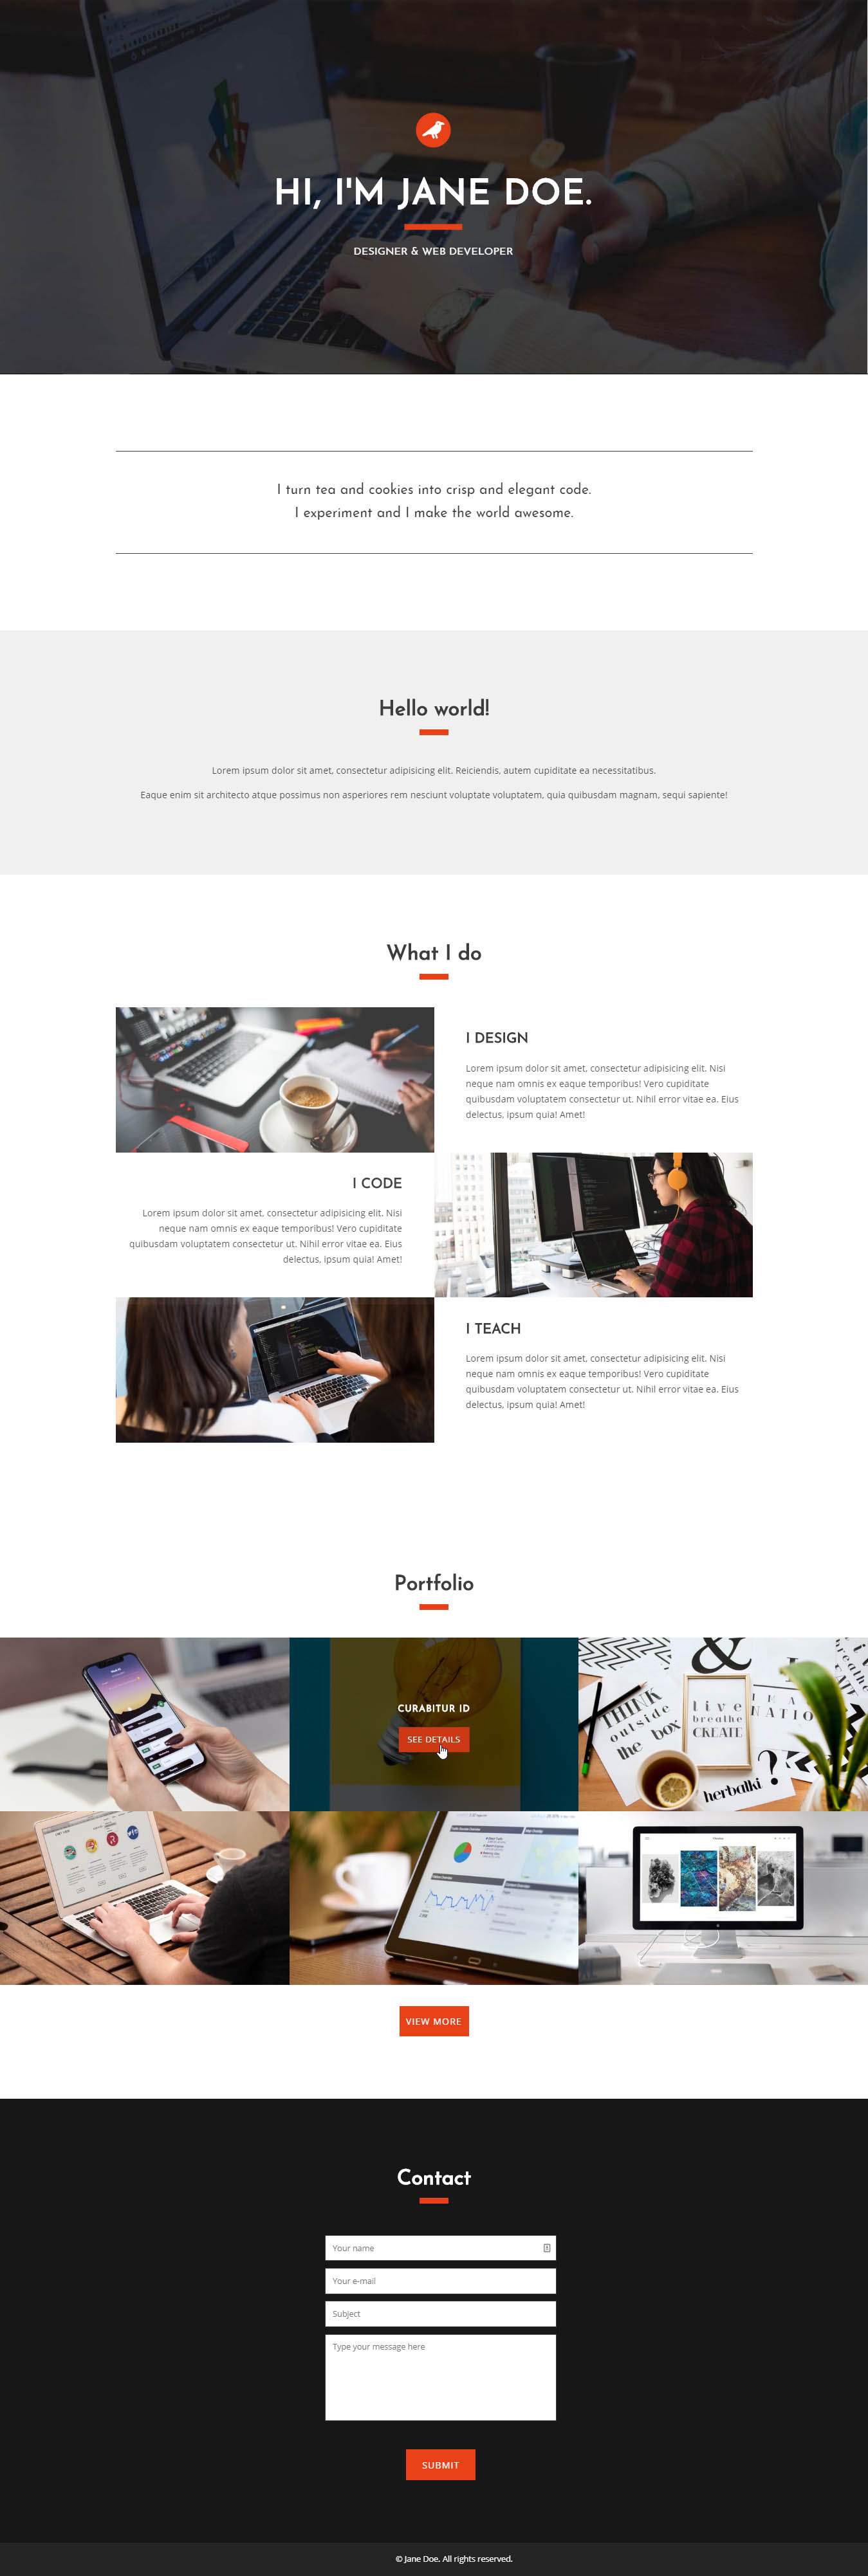 HI, I'M JANE DOE.
DESIGNER & WEB DEVELOPER
I turn tea and cookies into crisp and elegant code.
I experiment and I make the world awesome.
Hello world!
Lorem ipsum dolor sit amet, consectetur adipisicing elit. Reiciendis, autem cupiditate ea necessitatibus.
Eaque enim sit architecto atque possimus non asperiores rem nesciunt voluptate voluptatem, quia quibusdam magnam, sequi sapiente!
What I do
I DESIGN
Lorem ipsum dolor sit amet, consectetur adipisicing elit. Nisi
neque nam omnis ex eaque temporibus! Vero cupiditate
quibusdam voluptatem consectetur ut. Nihil error vitae ea. Eius
delectus, ipsum quia! Amet!
I CODE
Lorem ipsum dolor sit amet, consectetur adipisicing elit. Nisi
neque nam omnis ex eaque temporibus! Vero cupiditate
quibusdam voluptatem consectetur ut. Nihil error vitae ea. Eius
delectus, ipsum quia! Amet!
I TEACH
Lorem ipsum dolor sit amet, consectetur adipisicing elit. Nisi
neque nam omnis ex eaque temporibus! Vero cupiditate
quibusdam voluptatem consectetur ut. Nihil error vitae ea. Eius
delectus, ipsum quia! Amet!
Portfolio
CURABITUR ID
SEE DETAILS
&
THINK
outside
the box
live
breathe
CREATE
herbalki
?
VIEW MORE
Contact
Your name
Your e-mail
Subject
Type your message here
SUBMIT
© Jane Doe. All rights reserved.